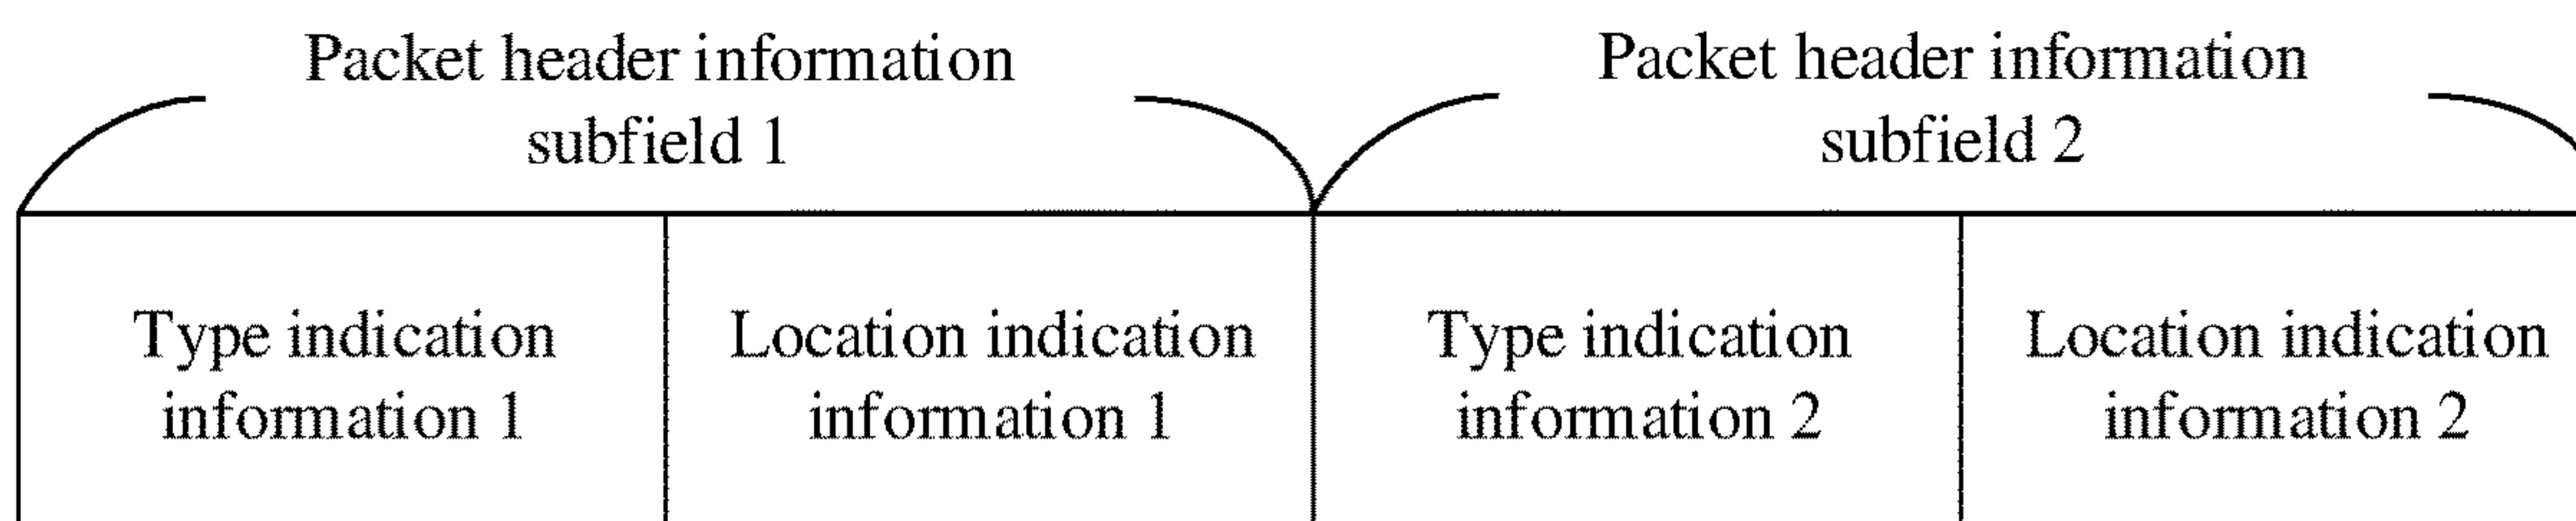 Packet header information
subfield 1
Packet header information
subfield 2
Type indication
information 1
Location indication
information 1
Type indication
information 2
Location indication
information 2